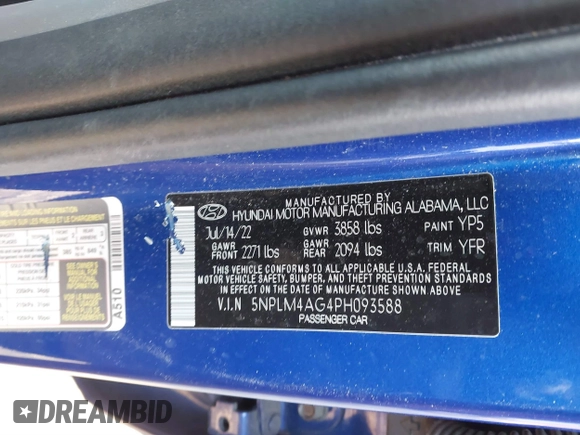 MANUFACTURED BY
HYUNDAI MOTOR MANUFACTURING ALABAMA, LLC
Jul/14/22 GVWR 3858 lbs PAINT YP5
GAWR FRONT 2271 lbs GAWR REAR 2094 lbs TRIM YFR
THIS VEHICLE CONFORMS TO ALL APPLICABLE U.S.A. FEDERAL
MOTOR VEHICLE SAFETY, BUMPER, AND THEFT PREVENTION
STANDARDS IN EFFECT ON THE DATE OF MANUFACTURE
SHOWN ABOVE.
V.I.N 5NPLM4AG4PH093588
PASSENGER CAR
A510
DREAMBID